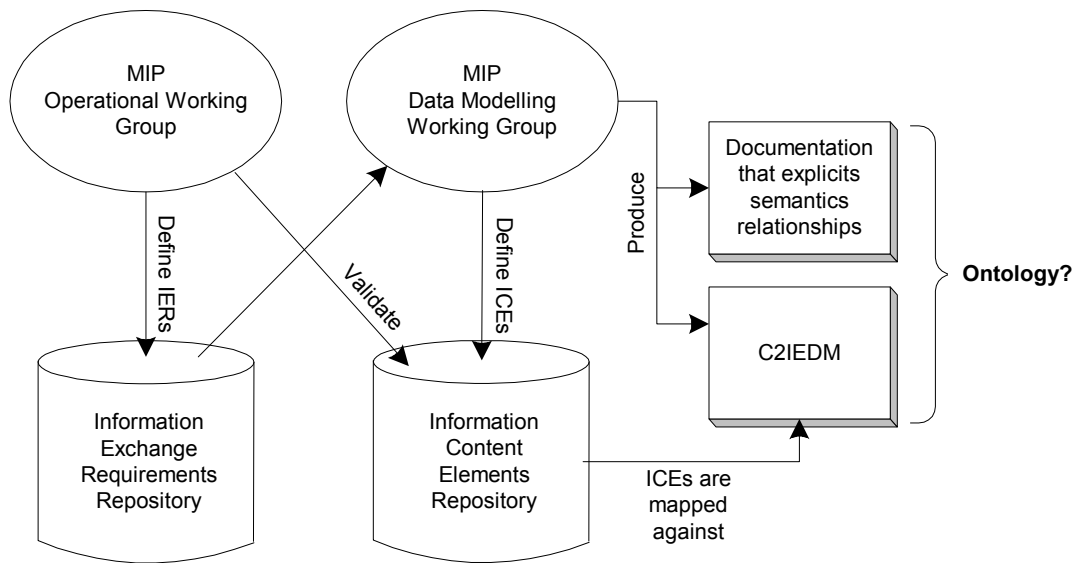 MIP
Operational Working
Group
MIP
Data Modelling
Working Group
Documentation
that explicits
semantics
relationships
Produce
Define IERs
Validate
Define ICEs
Ontology?
C2IEDM
Information
Exchange
Requirements
Repository
Information
Content
Elements
Repository
ICEs are
mapped
against